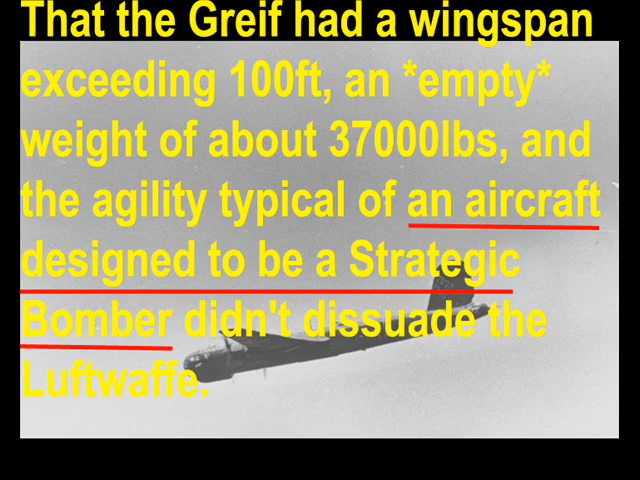 That the Greif had a wingspan
exceeding 100ft, an *empty*
weight of about 37000lbs, and
the agility typical of an aircraft
designed to be a Strategic
Bomber didn't dissuade the
Luftwaffe.